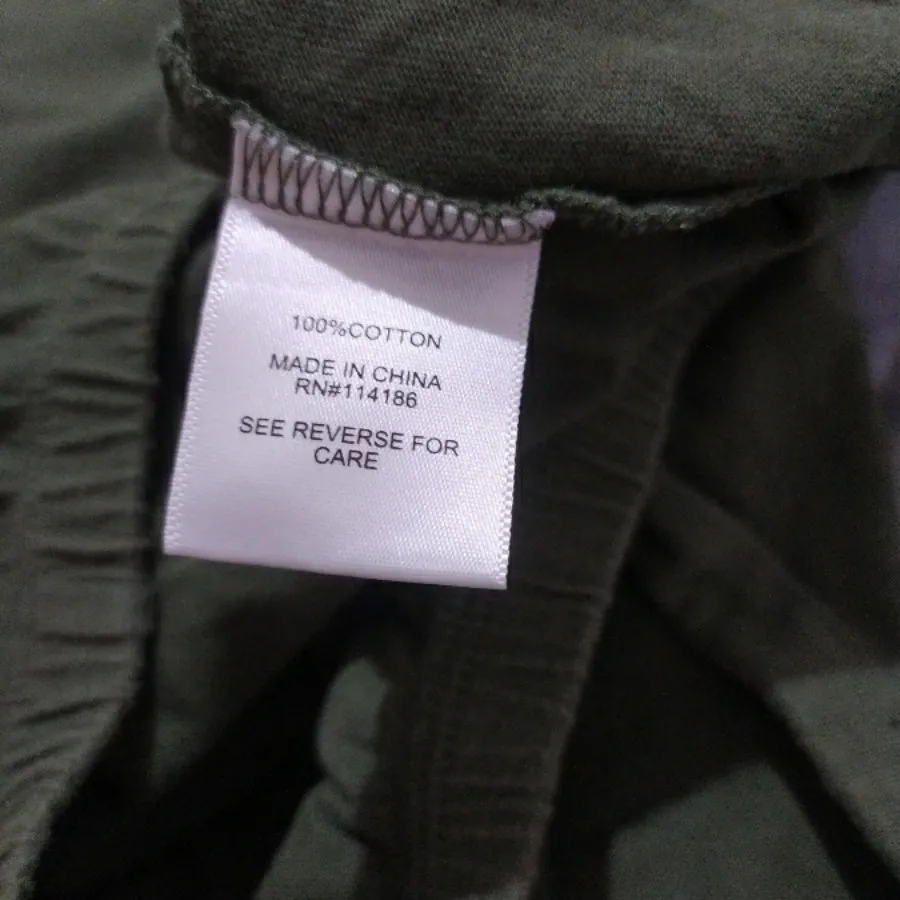 100%COTTON
MADE IN CHINA
RN#114186
SEE REVERSE FOR
CARE